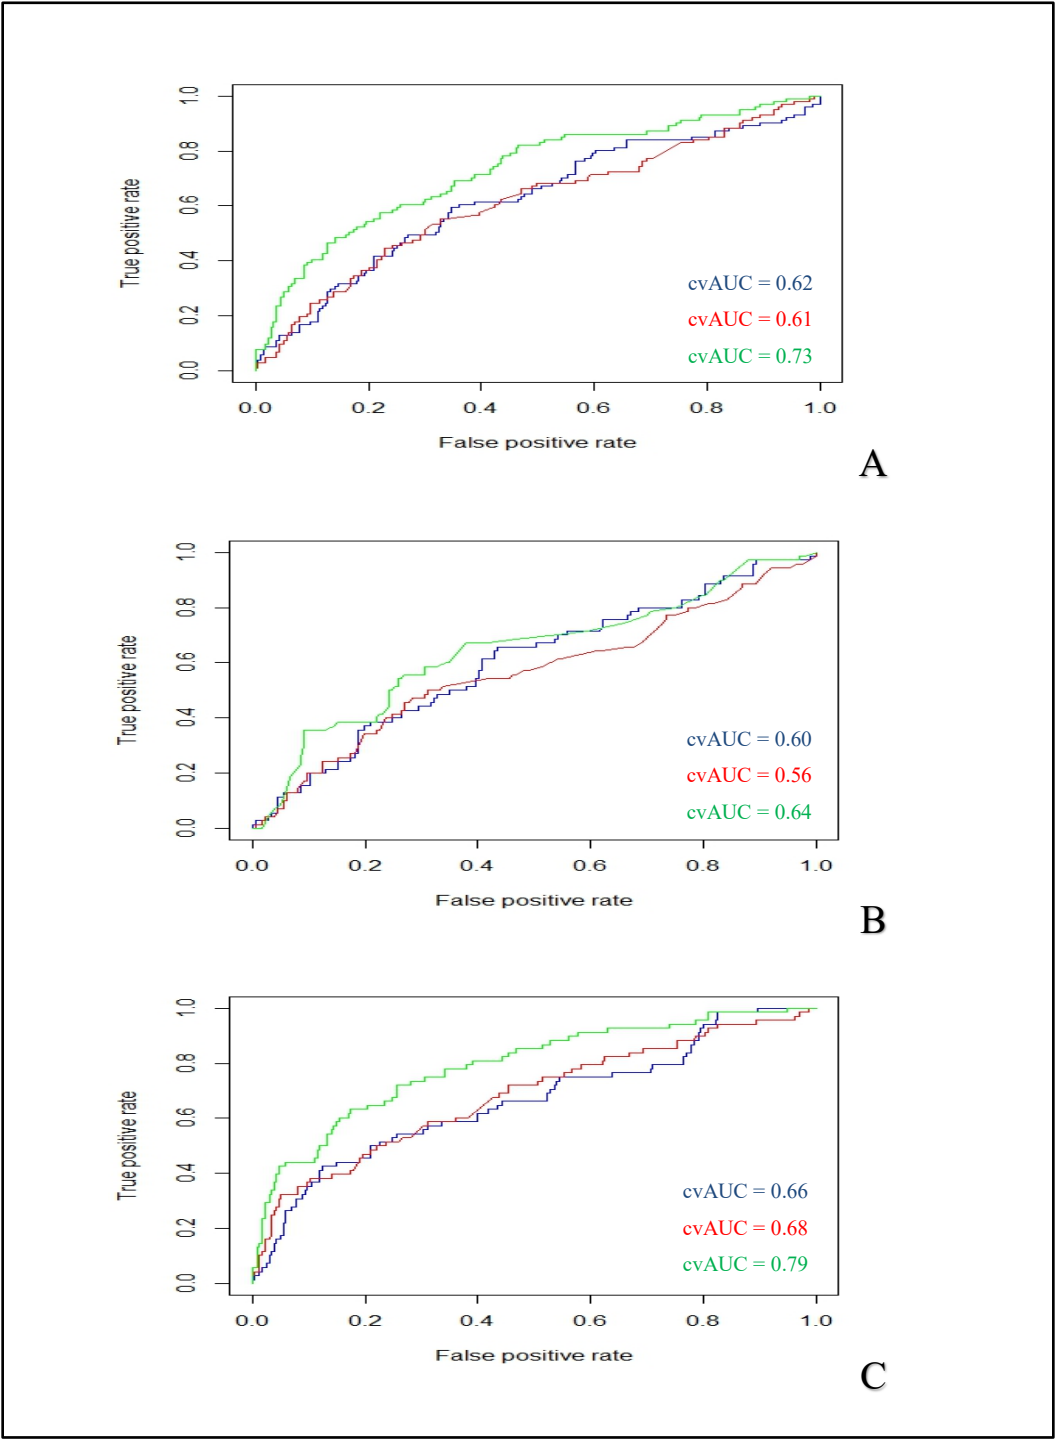 1.0
0.8
0.6
0.4
0.2
0.0
True positive rate
cvAUC = 0.62
cvAUC = 0.61
cvAUC = 0.73
0.0 0.2 0.4 0.6 0.8 1.0
False positive rate
A
1.0
0.8
0.6
0.4
0.2
0.0
True positive rate
cvAUC = 0.60
cvAUC = 0.56
cvAUC = 0.64
0.0 0.2 0.4 0.6 0.8 1.0
False positive rate
B
1.0
0.8
0.6
0.4
0.2
0.0
True positive rate
cvAUC = 0.66
cvAUC = 0.68
cvAUC = 0.79
0.0 0.2 0.4 0.6 0.8 1.0
False positive rate
C